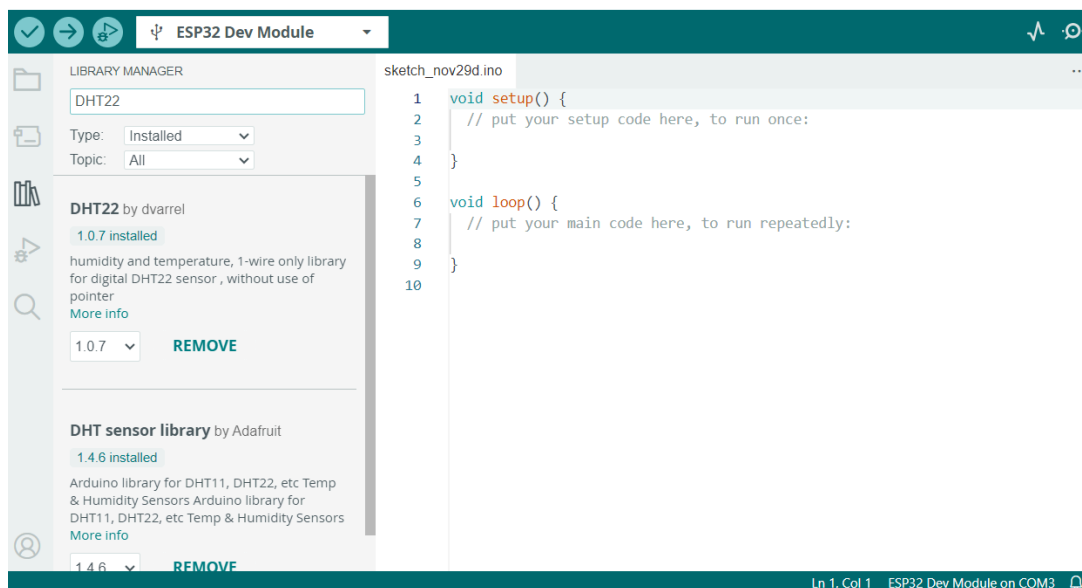 ESP32 Dev Module
LIBRARY MANAGER
DHT22
Type: Installed
Topic: All
DHT22 by dvarrel
1.0.7 installed
humidity and temperature, 1-wire only library
for digital DHT22 sensor , without use of
pointer
More info
1.0.7 REMOVE
DHT sensor library by Adafruit
1.4.6 installed
Arduino library for DHT11, DHT22, etc Temp
& Humidity Sensors Arduino library for
DHT11, DHT22, etc Temp & Humidity Sensors
More info
1.4.6 REMOVE
sketch_nov29d.ino
1 void setup() {
2 // put your setup code here, to run once:
3
4 }
5
6 void loop() {
7 // put your main code here, to run repeatedly:
8
9 }
10
Ln 1, Col 1 ESP32 Dev Module on COM3